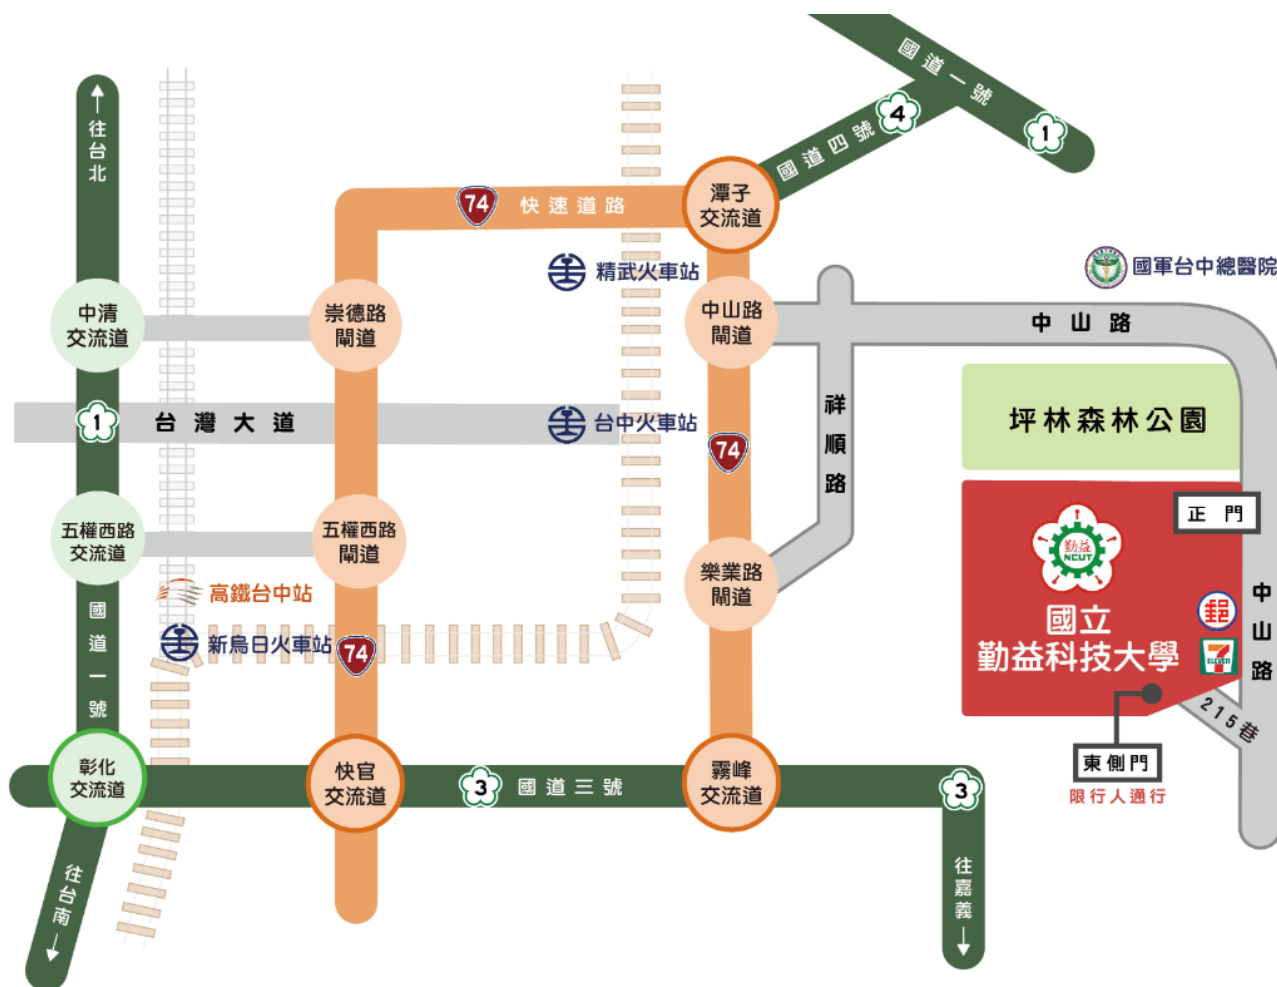 國道一號
1
4
國道四號
往台北
74
快速道路
潭子
交流道
精武火車站
國軍台中總醫院
中清
交流道
崇德路
閘道
中山路
閘道
中山路
祥順路
1
台灣大道
台中火車站
74
坪林森林公園
正門
勤益
NCUT
國立
勤益科技大學
郵
7
ELEVEN
中山路
215巷
東側門
限行人通行
五權西路
交流道
五權西路
閘道
樂業路
閘道
高鐵台中站
新烏日火車站
74
國道一號
彰化
交流道
快官
交流道
3
國道三號
霧峰
交流道
3
往台南
往嘉義